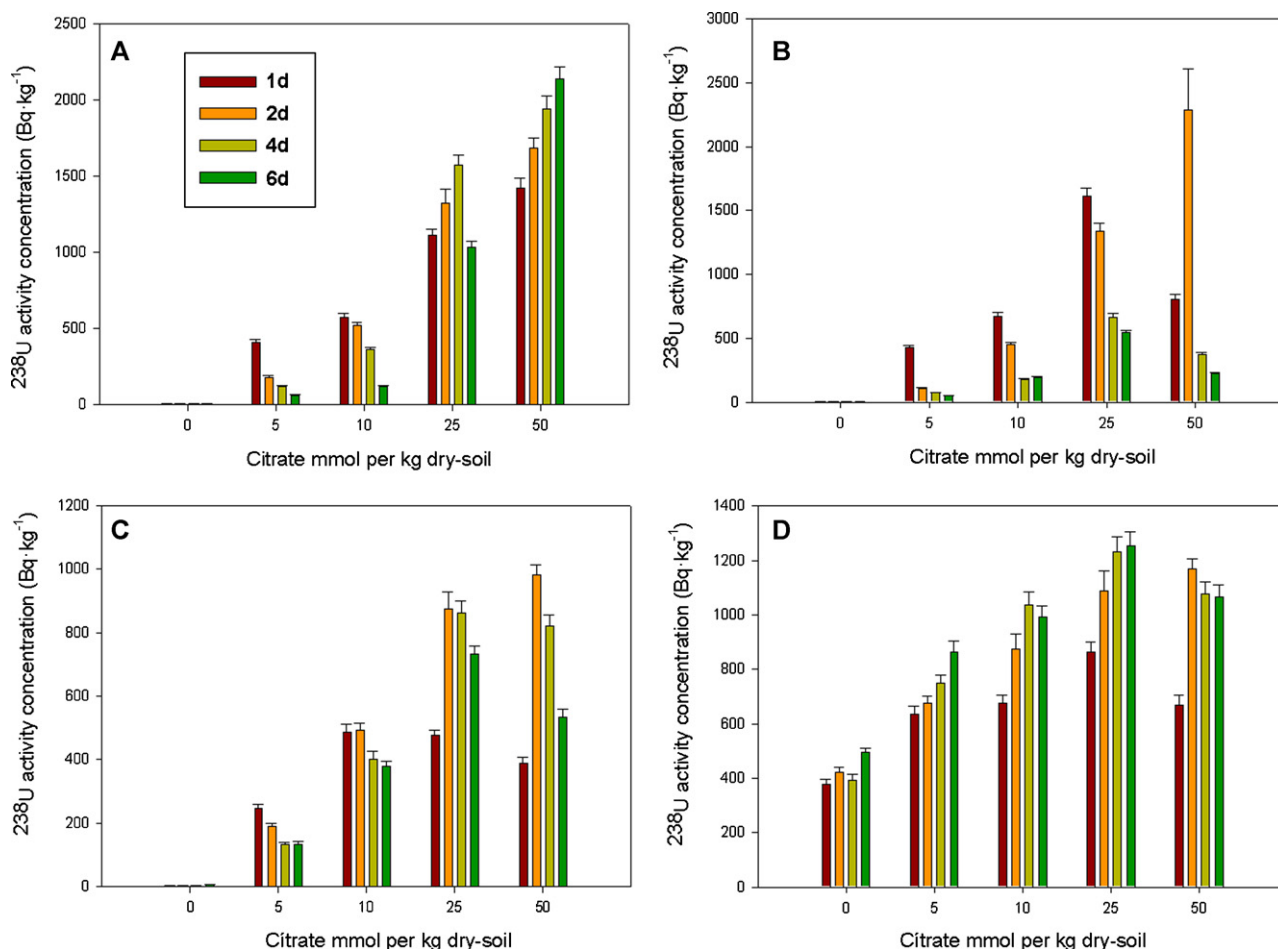 A
1d
2d
4d
6d
2500
2000
1500
1000
500
0
238U activity concentration (Bq·kg-1)
0 5 10 25 50
Citrate mmol per kg dry-soil
B
3000
2500
2000
1500
1000
500
0
238U activity concentration (Bq·kg-1)
0 5 10 25 50
Citrate mmol per kg dry-soil
C
1200
1000
800
600
400
200
0
238U activity concentration (Bq·kg-1)
0 5 10 25 50
Citrate mmol per kg dry-soil
D
1400
1200
1000
800
600
400
200
0
238U activity concentration (Bq·kg-1)
0 5 10 25 50
Citrate mmol per kg dry-soil